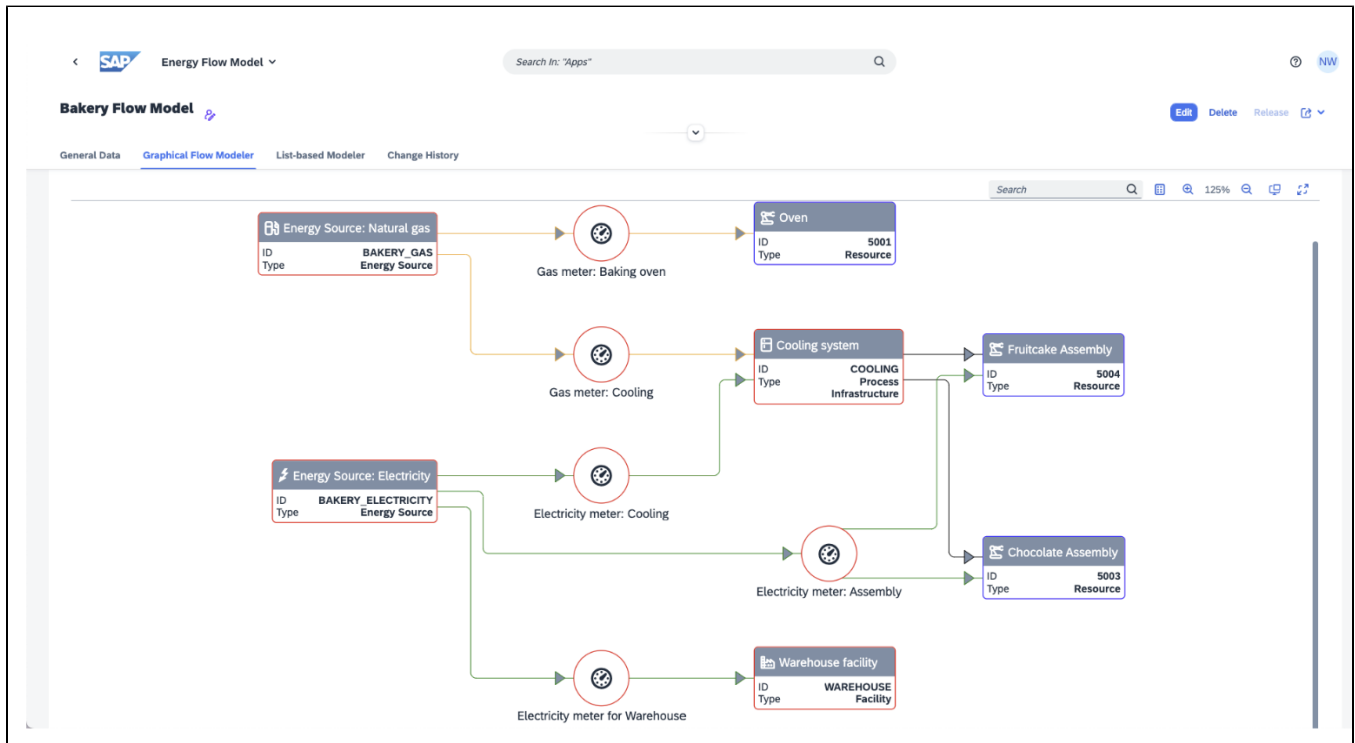 SAP Energy Flow Model
Search In: "Apps"
NW
Bakery Flow Model
Edit Delete Release
General Data Graphical Flow Modeler List-based Modeler Change History
Search
125%
Energy Source: Natural gas
ID BAKERY_GAS
Type Energy Source
Gas meter: Baking oven
Oven
ID 5001
Type Resource
Gas meter: Cooling
Cooling system
ID COOLING
Type Process
Infrastructure
Fruitcake Assembly
ID 5004
Type Resource
Energy Source: Electricity
ID BAKERY_ELECTRICITY
Type Energy Source
Electricity meter: Cooling
Electricity meter: Assembly
Chocolate Assembly
ID 5003
Type Resource
Electricity meter for Warehouse
Warehouse facility
ID WAREHOUSE
Type Facility